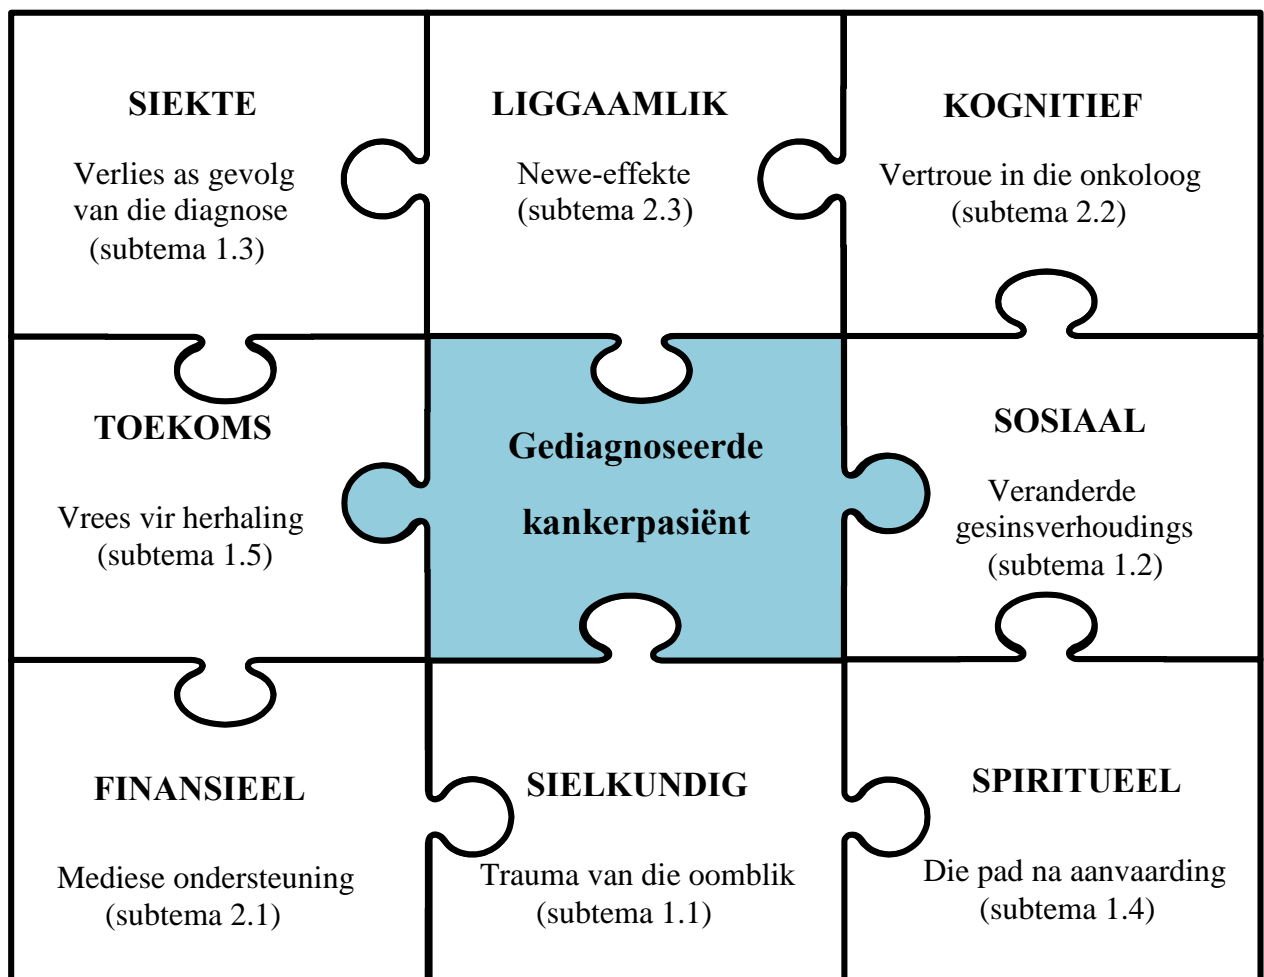 SIEKTE
Verlies as gevolg
van die diagnose
(subtema 1.3)
LIGGAAMLIK
Newe-effekte
(subtema 2.3)
KOGNITIEF
Vertroue in die onkoloog
(subtema 2.2)
TOEKOMS
Vrees vir herhaling
(subtema 1.5)
Gediagnoseerde
kankerpasiënt
SOSIAAL
Veranderde
gesinsverhoudings
(subtema 1.2)
FINANSIEEL
Mediese ondersteuning
(subtema 2.1)
SIELKUNDIG
Trauma van die oomblik
(subtema 1.1)
SPIRITUEEL
Die pad na aanvaarding
(subtema 1.4)